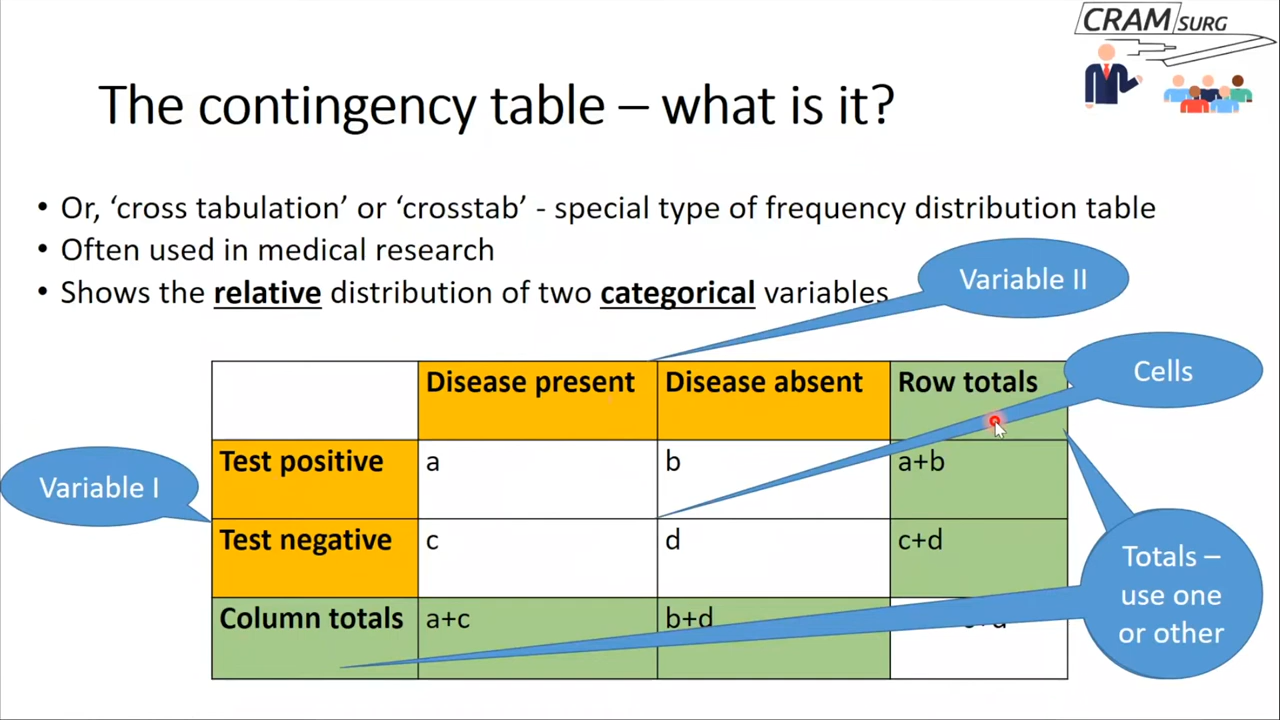 CRAM SURG
The contingency table – what is it?
• Or, ‘cross tabulation’ or ‘crosstab’ - special type of frequency distribution table
• Often used in medical research
• Shows the relative distribution of two categorical variables
Variable II
Cells
Disease present Disease absent Row totals
Test positive a b a+b
Variable I
Test negative c d c+d
Totals –
use one
or other
Column totals a+c b+d